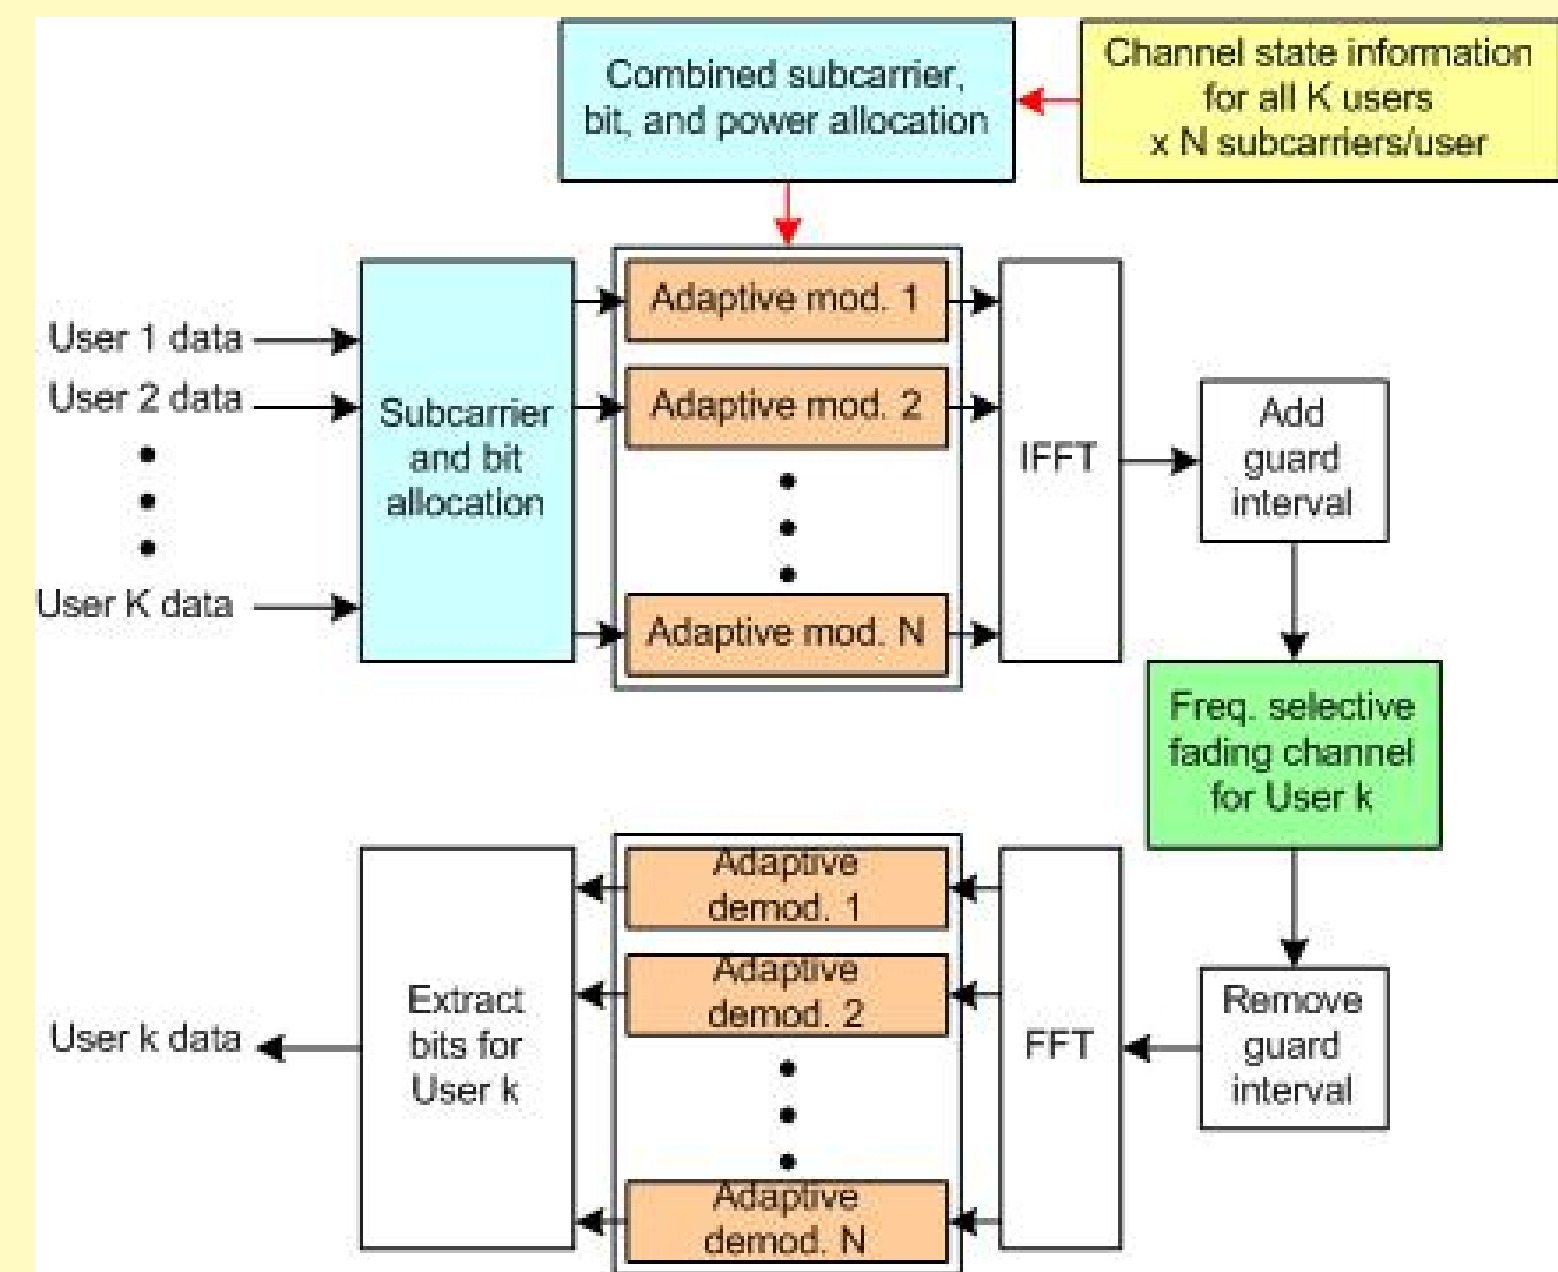 Combined subcarrier,
bit, and power allocation
Channel state information
for all K users
x N subcarriers/user
User 1 data
User 2 data
User K data
Subcarrier
and bit
allocation
Adaptive mod. 1
Adaptive mod. 2
Adaptive mod. N
IFFT
Add
guard
interval
Freq. selective
fading channel
for User k
Remove
guard
interval
FFT
Adaptive
demod. 1
Adaptive
demod. 2
Adaptive
demod. N
Extract
bits for
User k
User k data